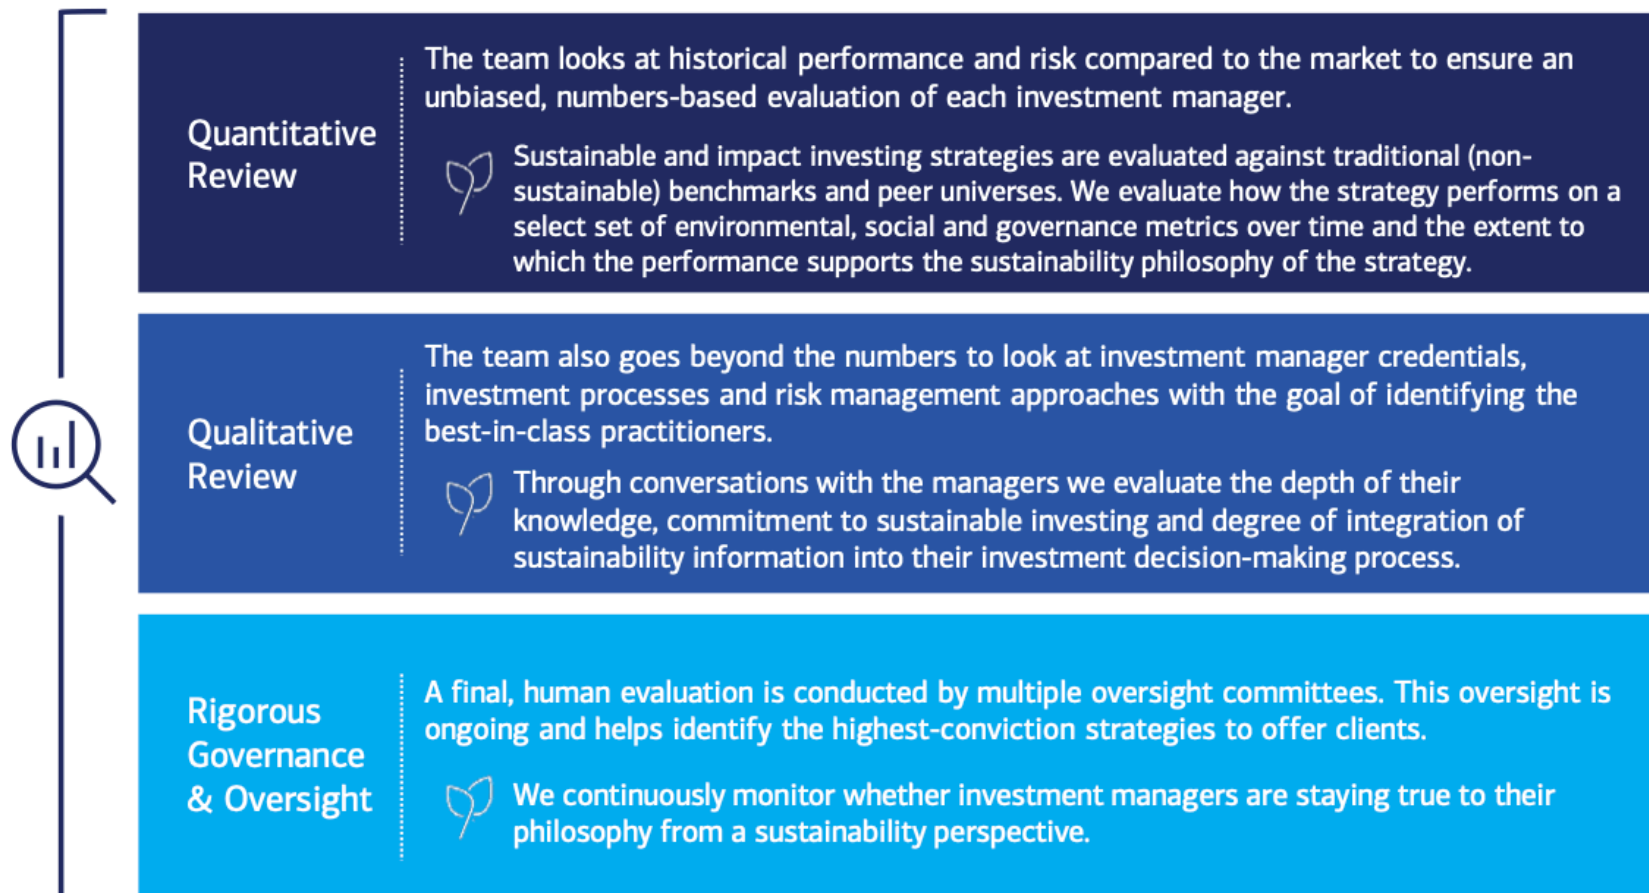 Quantitative
Review
The team looks at historical performance and risk compared to the market to ensure an
unbiased, numbers-based evaluation of each investment manager.
Sustainable and impact investing strategies are evaluated against traditional (non-
sustainable) benchmarks and peer universes. We evaluate how the strategy performs on a
select set of environmental, social and governance metrics over time and the extent to
which the performance supports the sustainability philosophy of the strategy.
Qualitative
Review
The team also goes beyond the numbers to look at investment manager credentials,
investment processes and risk management approaches with the goal of identifying the
best-in-class practitioners.
Through conversations with the managers we evaluate the depth of their
knowledge, commitment to sustainable investing and degree of integration of
sustainability information into their investment decision-making process.
Rigorous
Governance
& Oversight
A final, human evaluation is conducted by multiple oversight committees. This oversight is
ongoing and helps identify the highest-conviction strategies to offer clients.
We continuously monitor whether investment managers are staying true to their
philosophy from a sustainability perspective.